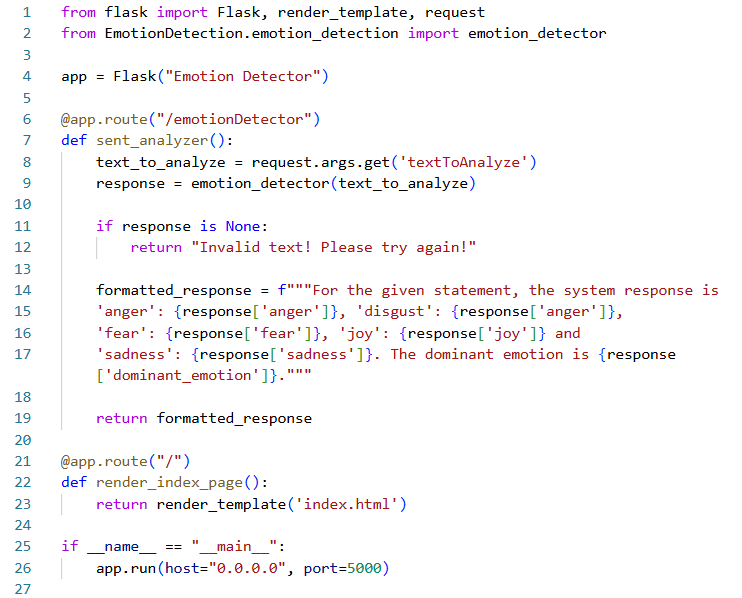 1 from flask import Flask, render_template, request
2 from EmotionDetection.emotion_detection import emotion_detector
3
4 app = Flask("Emotion Detector")
5
6 @app.route("/emotionDetector")
7 def sent_analyzer():
8     text_to_analyze = request.args.get('textToAnalyze')
9     response = emotion_detector(text_to_analyze)
10
11     if response is None:
12         return "Invalid text! Please try again!"
13
14     formatted_response = f"""For the given statement, the system response is
15     'anger': {response['anger']}, 'disgust': {response['anger']},
16     'fear': {response['fear']}, 'joy': {response['joy']} and
17     'sadness': {response['sadness']}. The dominant emotion is {response
    ['dominant_emotion']}."""
18
19     return formatted_response
20
21 @app.route("/")
22 def render_index_page():
23     return render_template('index.html')
24
25 if __name__ == "__main__":
26     app.run(host="0.0.0.0", port=5000)
27